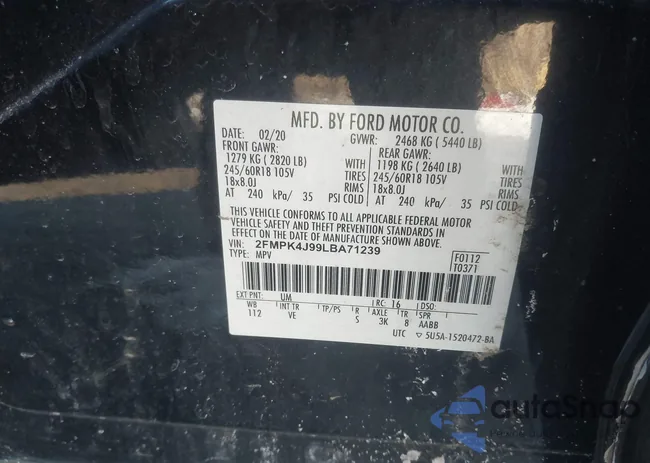 MFD. BY FORD MOTOR CO.
DATE: 02/20 GVWR: 2468 KG ( 5440 LB)
FRONT GAWR: REAR GAWR:
1279 KG ( 2820 LB) WITH 1198 KG ( 2640 LB) WITH
245/60R18 105V TIRES 245/60R18 105V TIRES
18x8.0J RIMS 18x8.0J RIMS
AT 240 kPa/ 35 PSI COLD AT 240 kPa/ 35 PSI COLD
THIS VEHICLE CONFORMS TO ALL APPLICABLE FEDERAL MOTOR
VEHICLE SAFETY AND THEFT PREVENTION STANDARDS IN
EFFECT ON THE DATE OF MANUFACTURE SHOWN ABOVE.
VIN: 2FMPK4J99LBA71239 F0112
TYPE: MPV T0371
EXT PNT: UM RC: 16 DSO:
WB INT TR TP/PS R AXLE TR SPR
112 VE S 3K 8 AABB
UTC ▽ 5U5A-1520472-BA
autoSnap